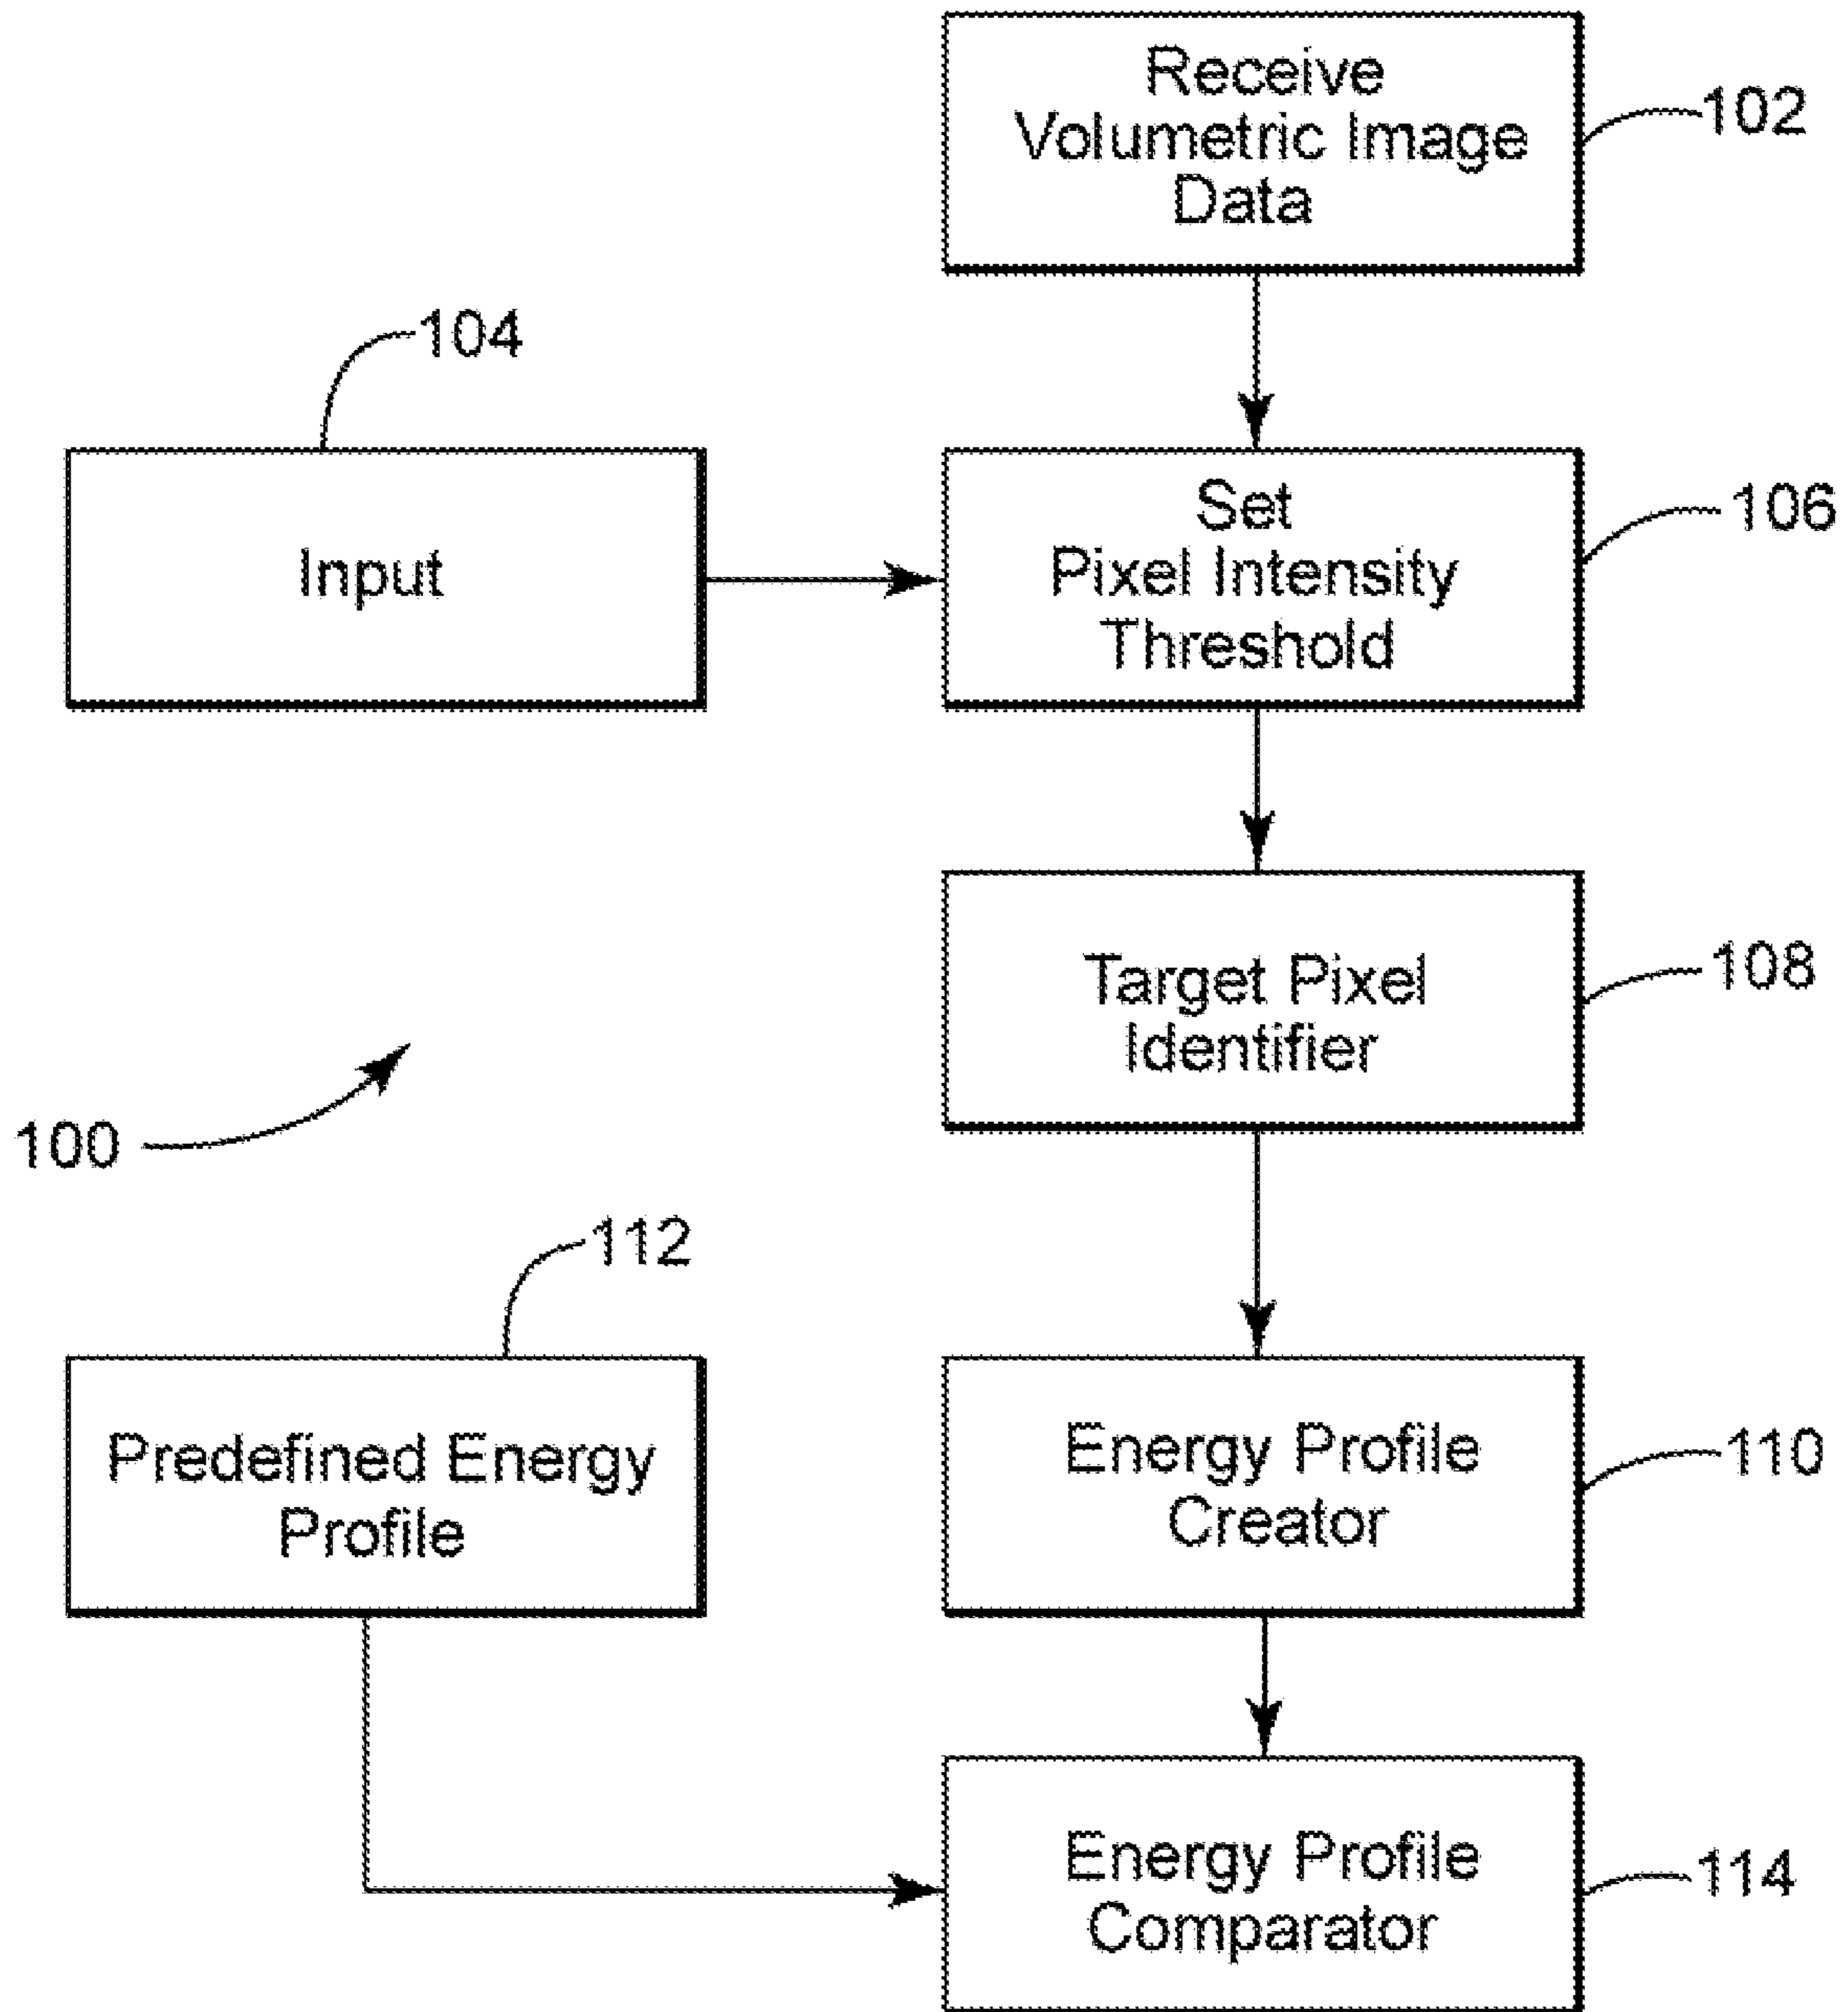 Receive
Volumetric Image
Data
102
104
Input
Set
Pixel Intensity
Threshold
106
Target Pixel
Identifier
108
100
112
Predefined Energy
Profile
Energy Profile
Creator
110
Energy Profile
Comparator
114